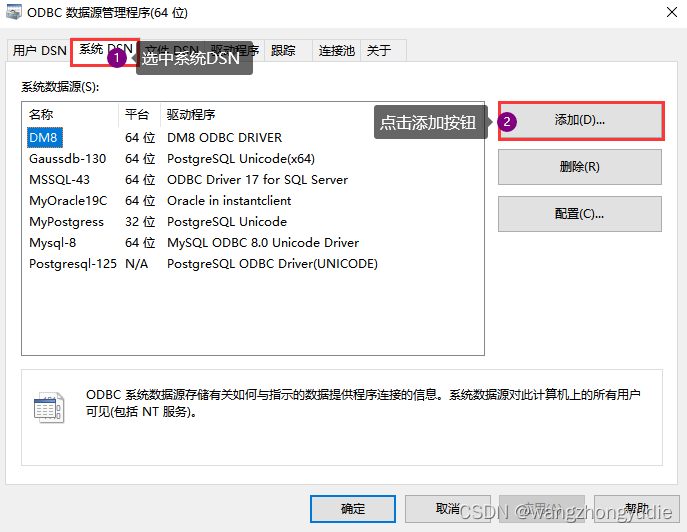 ODBC 数据源管理程序(64 位)
用户 DSN 系统 DSN 文件 DSN 驱动程序 跟踪 连接池 关于
1 选中系统DSN
系统数据源(S):
名称 平台 驱动程序
DM8 64 位 DM8 ODBC DRIVER
Gaussdb-130 64 位 PostgreSQL Unicode(x64)
MSSQL-43 64 位 ODBC Driver 17 for SQL Server
MyOracle19C 64 位 Oracle in instantclient
MyPostgress 32 位 PostgreSQL Unicode
Mysql-8 64 位 MySQL ODBC 8.0 Unicode Driver
Postgresql-125 N/A PostgreSQL ODBC Driver(UNICODE)
点击添加按钮 2
添加(D)...
删除(R)
配置(C)...
ODBC 系统数据源存储有关如何与指示的数据提供程序连接的信息。系统数据源对此计算机上的所有用户
可见(包括 NT 服务)。
确定 取消 应用(A) 帮助
CSDN @wangzhongyudie